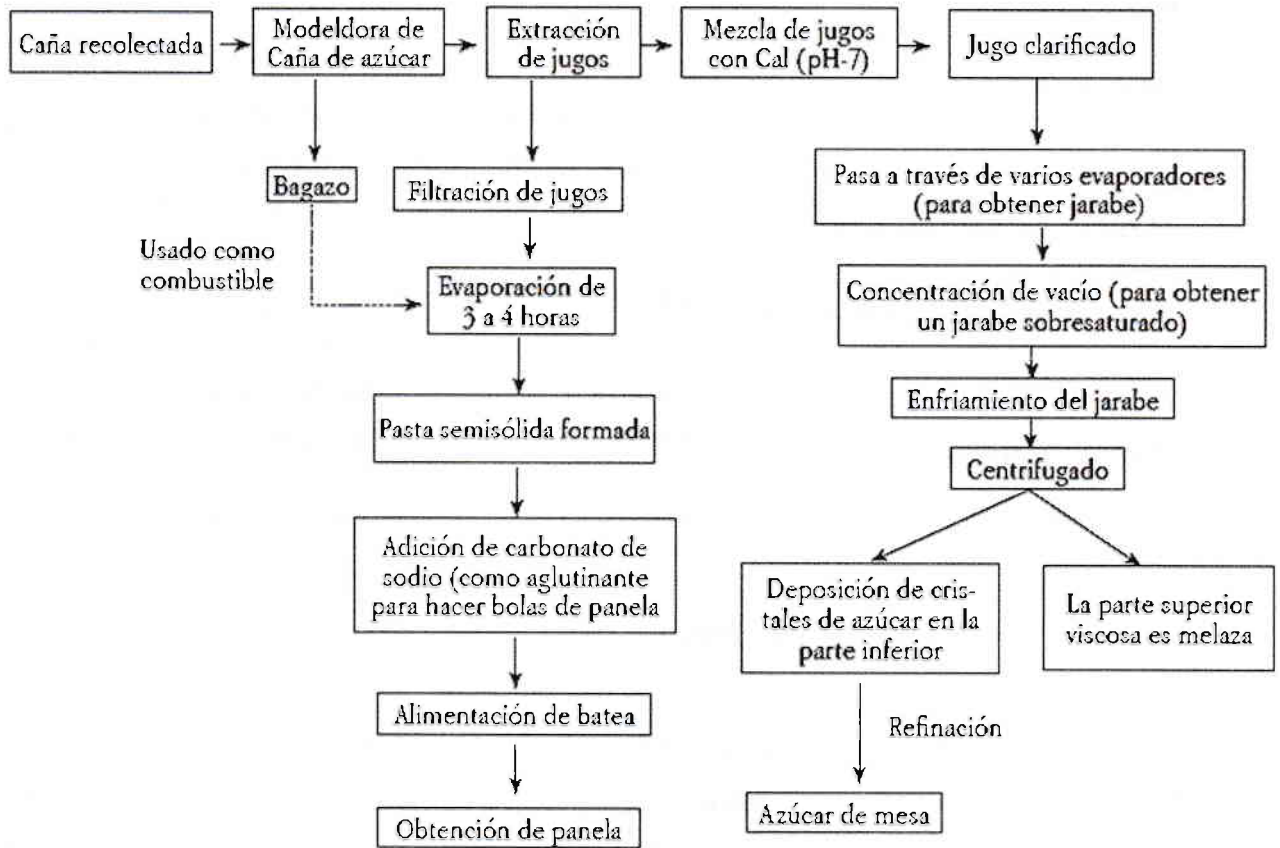 Caña recolectada
Modeldora de
Caña de azúcar
Extracción
de jugos
Mezcla de jugos
con Cal (pH-7)
Jugo clarificado
Bagazo
Usado como
combustible
Filtración de jugos
Evaporación de
3 a 4 horas
Pasta semisólida formada
Adición de carbonato de
sodio (como aglutinante
para hacer bolas de panela
Alimentación de batea
Obtención de panela
Pasa a través de varios evaporadores
(para obtener jarabe)
Concentración de vacío (para obtener
un jarabe sobresaturado)
Enfriamiento del jarabe
Centrifugado
Deposición de cris-
tales de azúcar en la
parte inferior
La parte superior
viscosa es melaza
Refinación
Azúcar de mesa